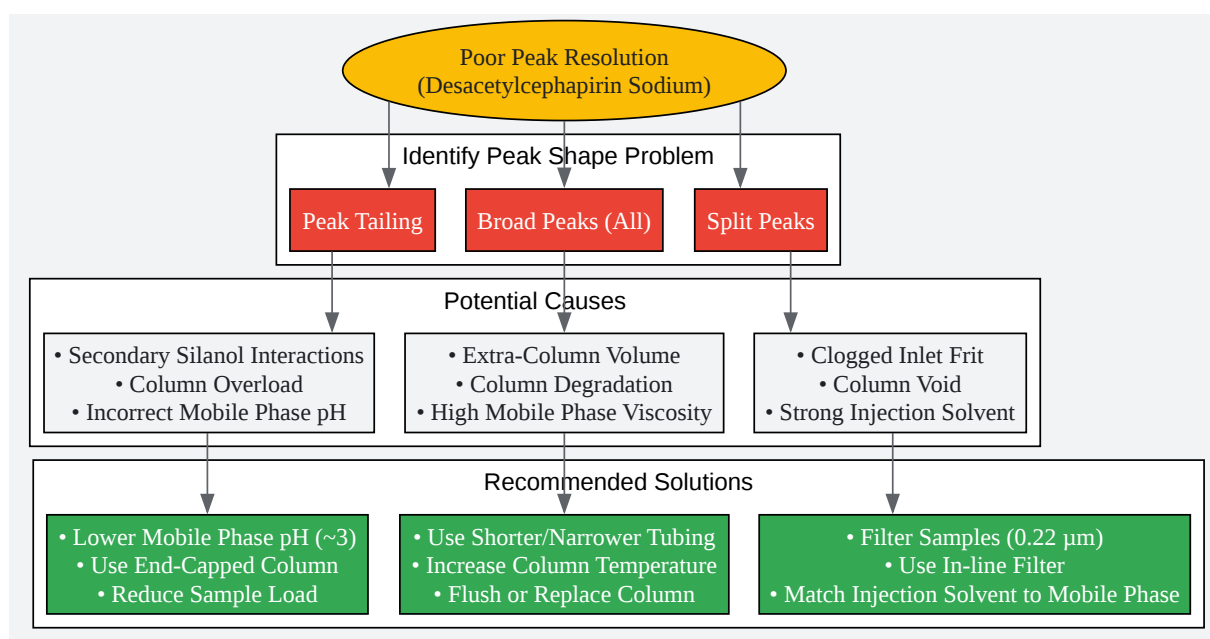 Poor Peak Resolution
(Desacetylcephapirin Sodium)
Identify Peak Shape Problem
Peak Tailing
Broad Peaks (All)
Split Peaks
Potential Causes
• Secondary Silanol Interactions
• Column Overload
• Incorrect Mobile Phase pH
• Extra-Column Volume
• Column Degradation
• High Mobile Phase Viscosity
• Clogged Inlet Frit
• Column Void
• Strong Injection Solvent
Recommended Solutions
• Lower Mobile Phase pH (~3)
• Use End-Capped Column
• Reduce Sample Load
• Use Shorter/Narrower Tubing
• Increase Column Temperature
• Flush or Replace Column
• Filter Samples (0.22 µm)
• Use In-line Filter
• Match Injection Solvent to Mobile Phase